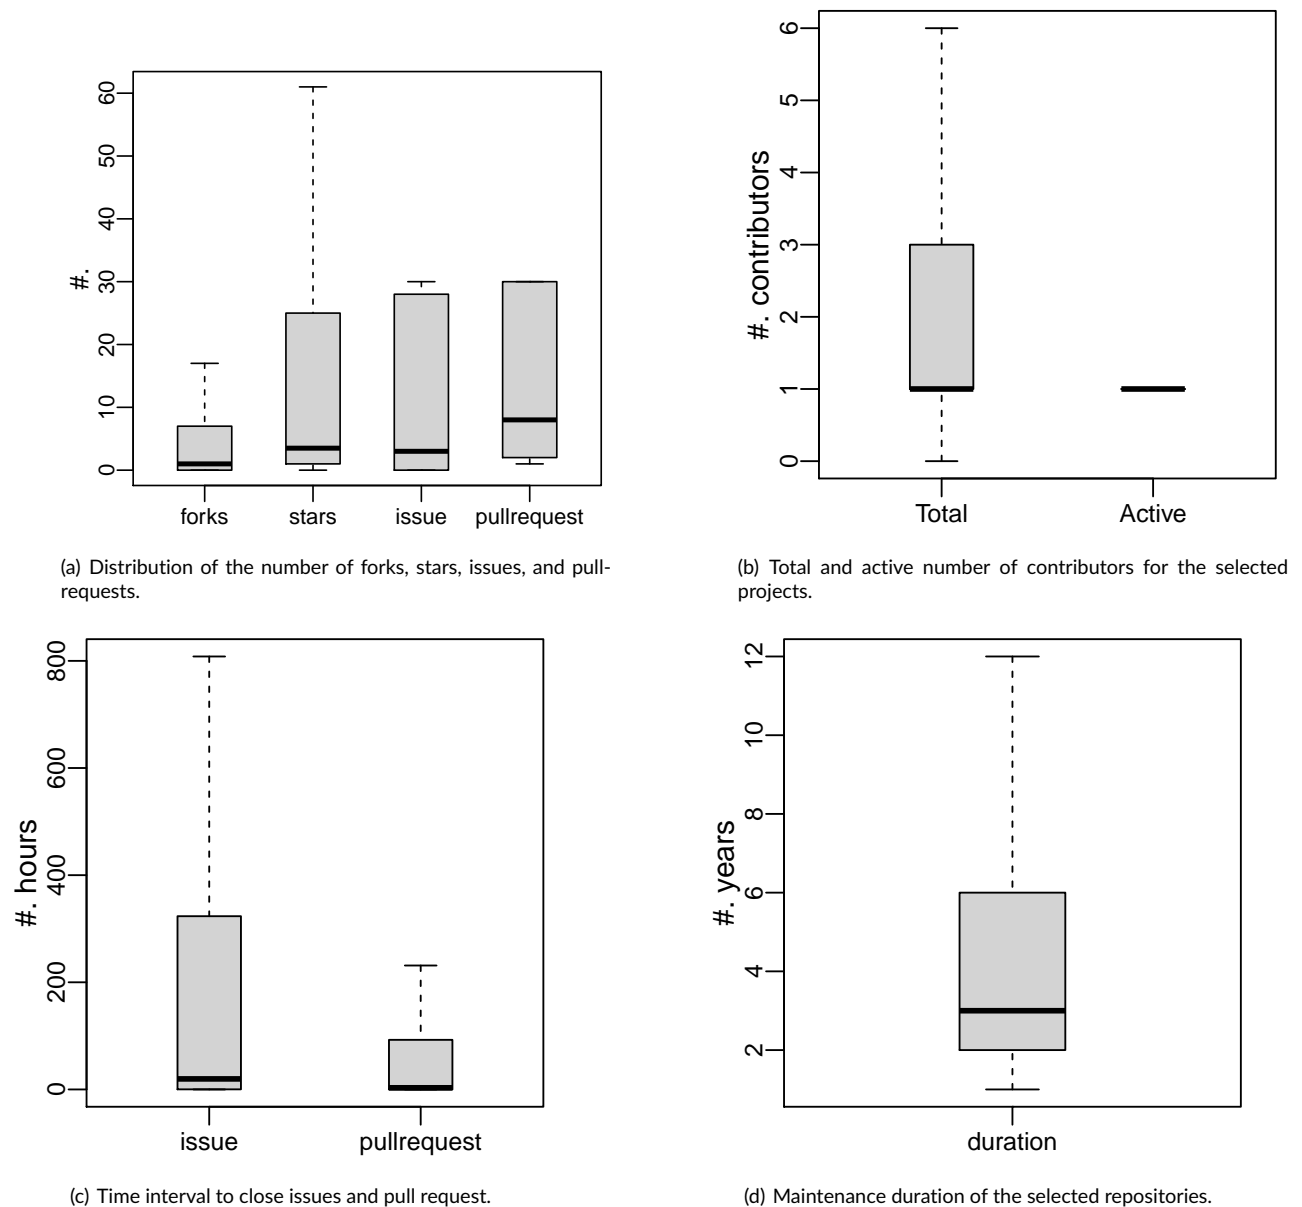 #.
60
50
40
30
20
10
0
forks stars issue pullrequest
(a) Distribution of the number of forks, stars, issues, and pull-
requests.
#. contributors
6
5
4
3
2
1
0
Total Active
(b) Total and active number of contributors for the selected
projects.
#. hours
800
600
400
200
0
issue pullrequest
(c) Time interval to close issues and pull request.
#. years
12
10
8
6
4
2
duration
(d) Maintenance duration of the selected repositories.